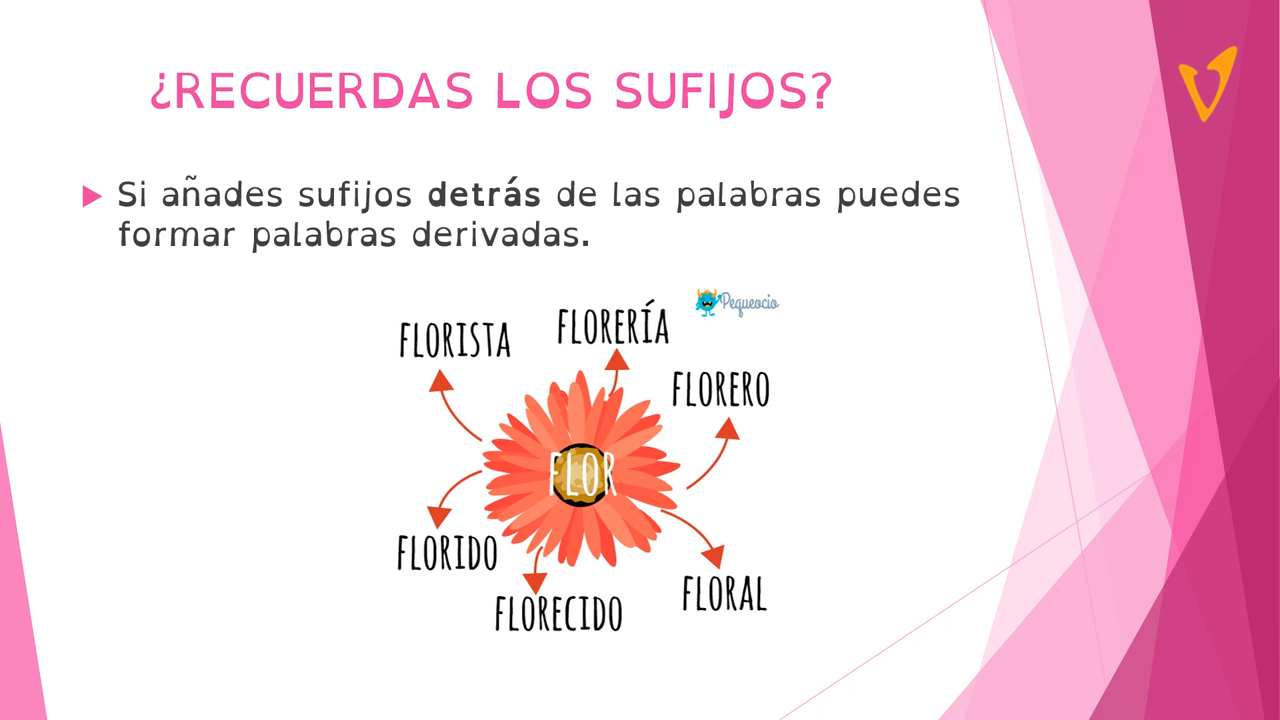 ¿RECUERDAS LOS SUFIJOS?
Si añades sufijos detrás de las palabras puedes
formar palabras derivadas.
Pequeocio
FLORISTA
FLORERÍA
FLORERO
FLOR
FLORIDO
FLORECIDO
FLORAL